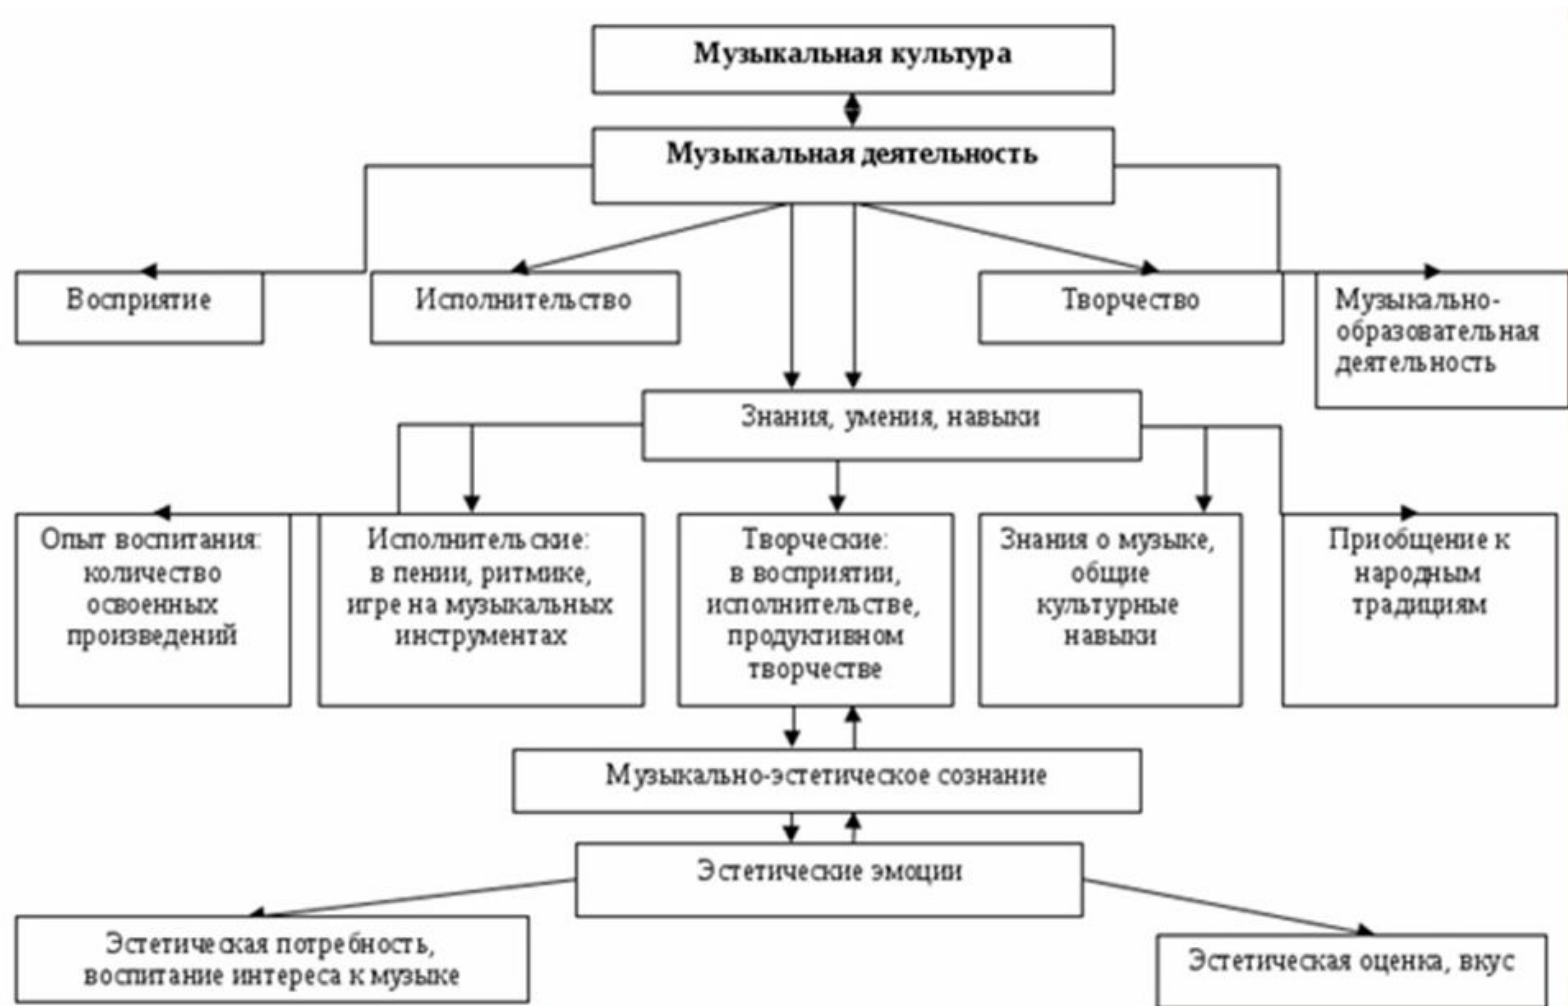 Музыкальная культура
Музыкальная деятельность
Восприятие
Исполнительство
Творчество
Музыкально-
образовательная
деятельность
Знания, умения, навыки
Опыт воспитания:
количество
освоенных
произведений
Исполнительские:
в пении, ритмике,
игре на музыкальных
инструментах
Творческие:
в восприятии,
исполнительстве,
продуктивном
творчестве
Знания о музыке,
общие
культурные
навыки
Приобщение к
народным
традициям
Музыкально-эстетическое сознание
Эстетические эмоции
Эстетическая потребность,
воспитание интереса к музыке
Эстетическая оценка, вкус